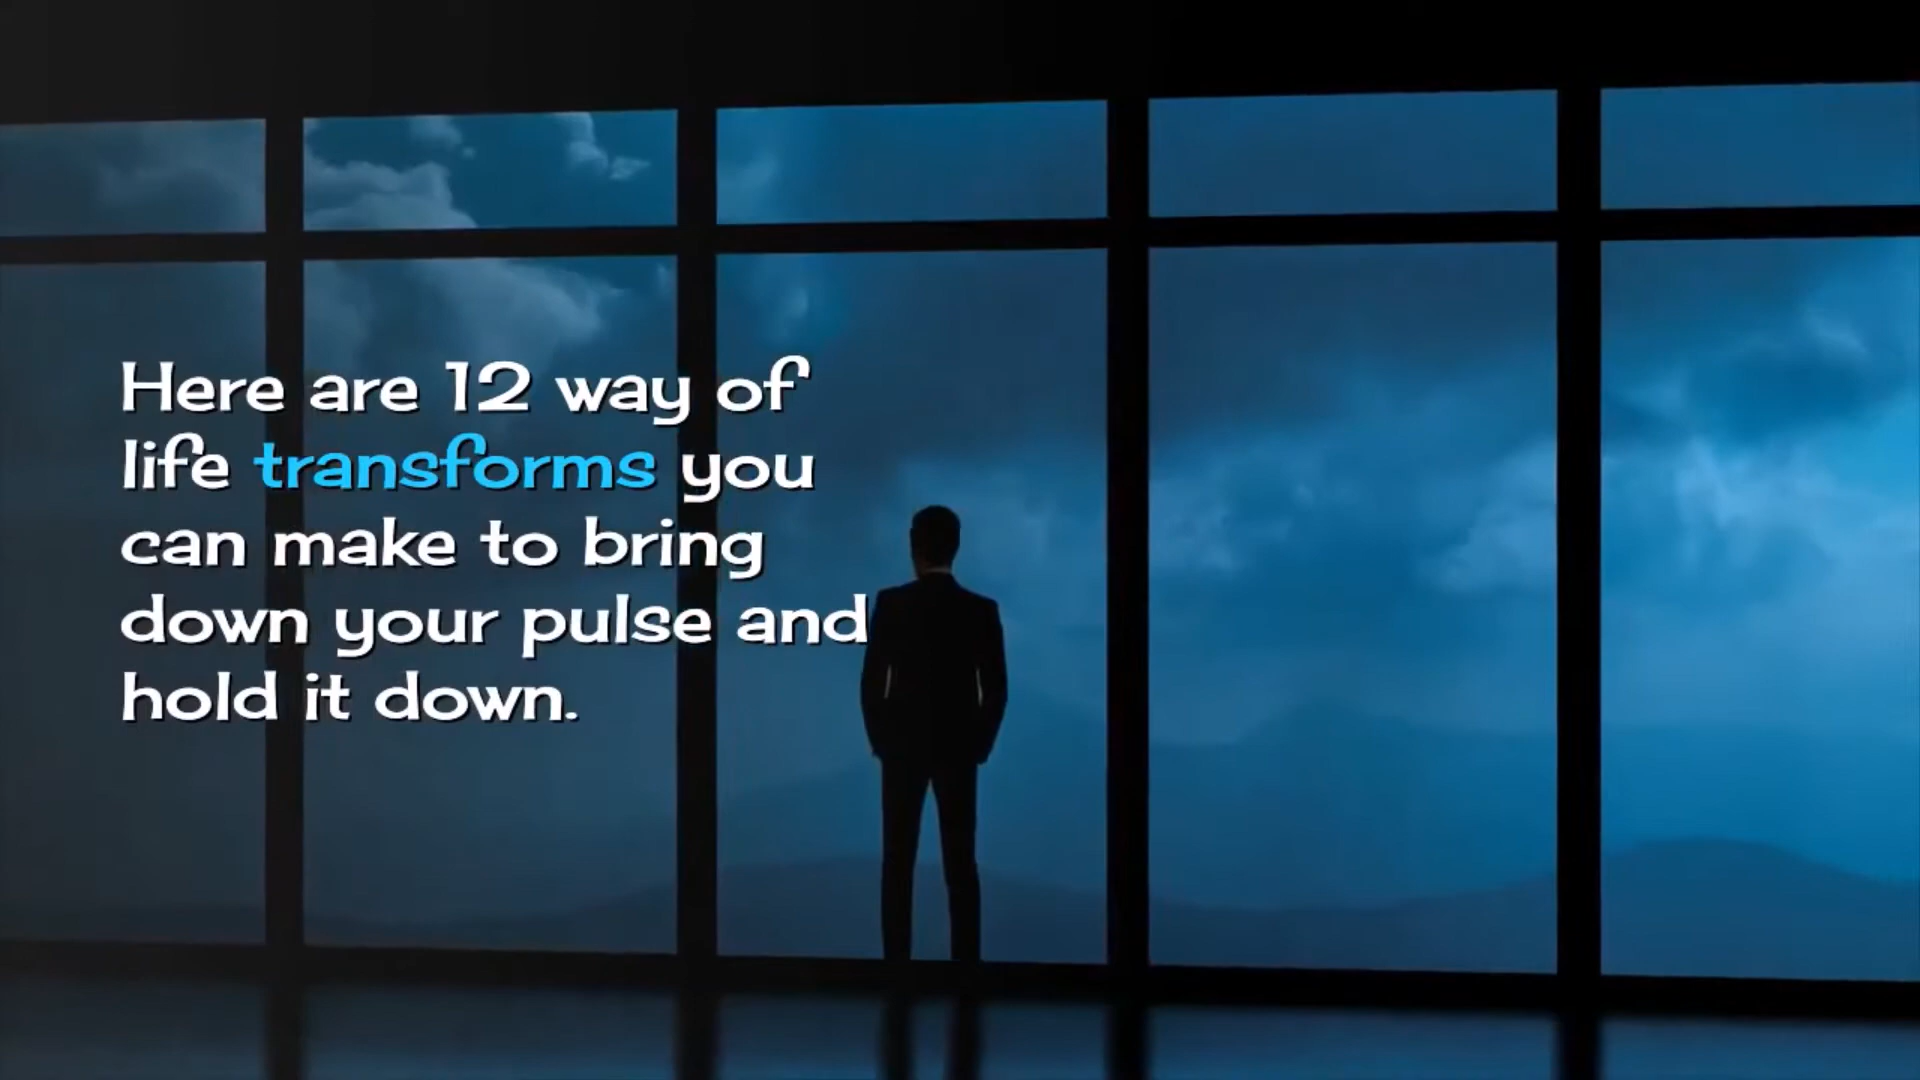 Here are 12 way of
life transforms you
can make to bring
down your pulse and
hold it down.